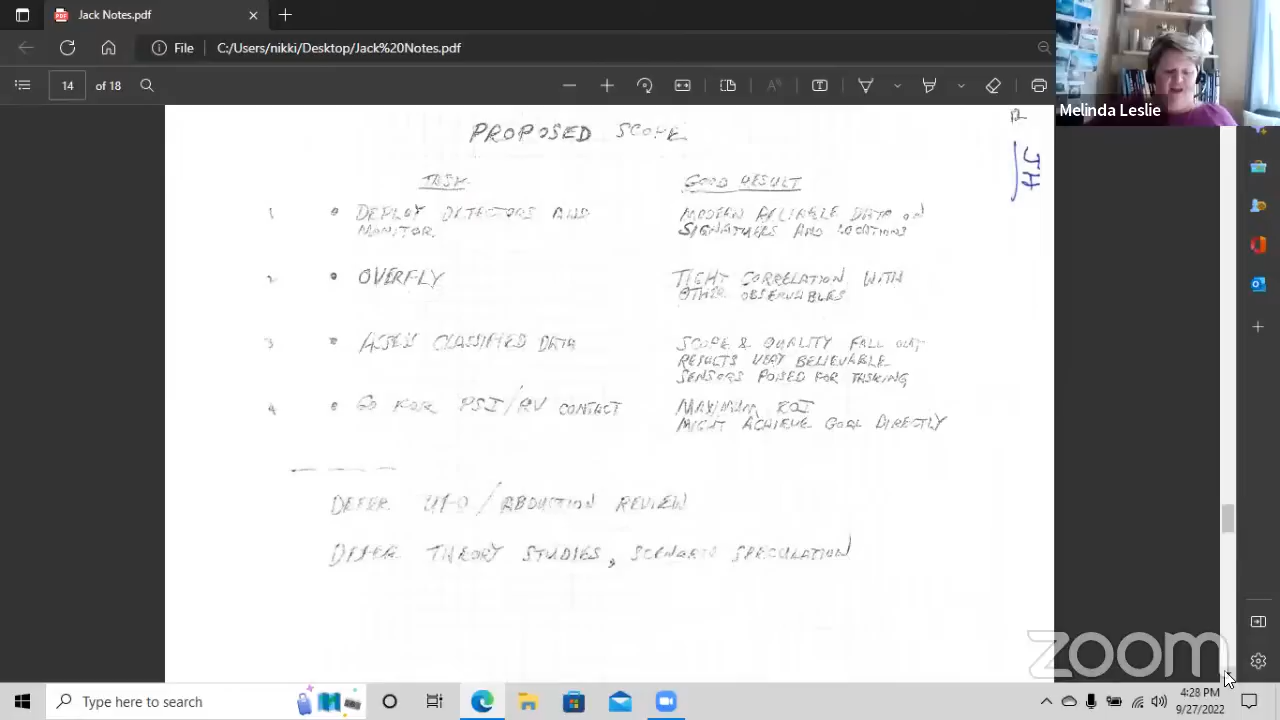 Jack Notes.pdf
File
C:/Users/nikki/Desktop/Jack%20Notes.pdf
14 of 18
Melinda Leslie
PROPOSED SCOPE
JH
TASK
GOOD RESULT
1 • DEPLOY DETECTORS AND
MONITOR
MODERN RELIABLE DATA ON
SIGNATURES AND LOCATIONS
2 • OVERFLY
TIGHT CORRELATION WITH
OTHER OBSERVABLES
3 • ASSESS CLASSIFIED DATA
SCOPE & QUALITY FALL OUT
RESULTS VERY BELIEVABLE
SENSORS POISED FOR TASKING
4 • GO FOR PSI/RV CONTACT
MAXIMUM ROI
MIGHT ACHIEVE GOAL DIRECTLY
DEFER UFO/ABDUCTION REVIEW
DEFER THEORY STUDIES, SCENARIO SPECULATION
zoom
Type here to search
4:28 PM
9/27/2022